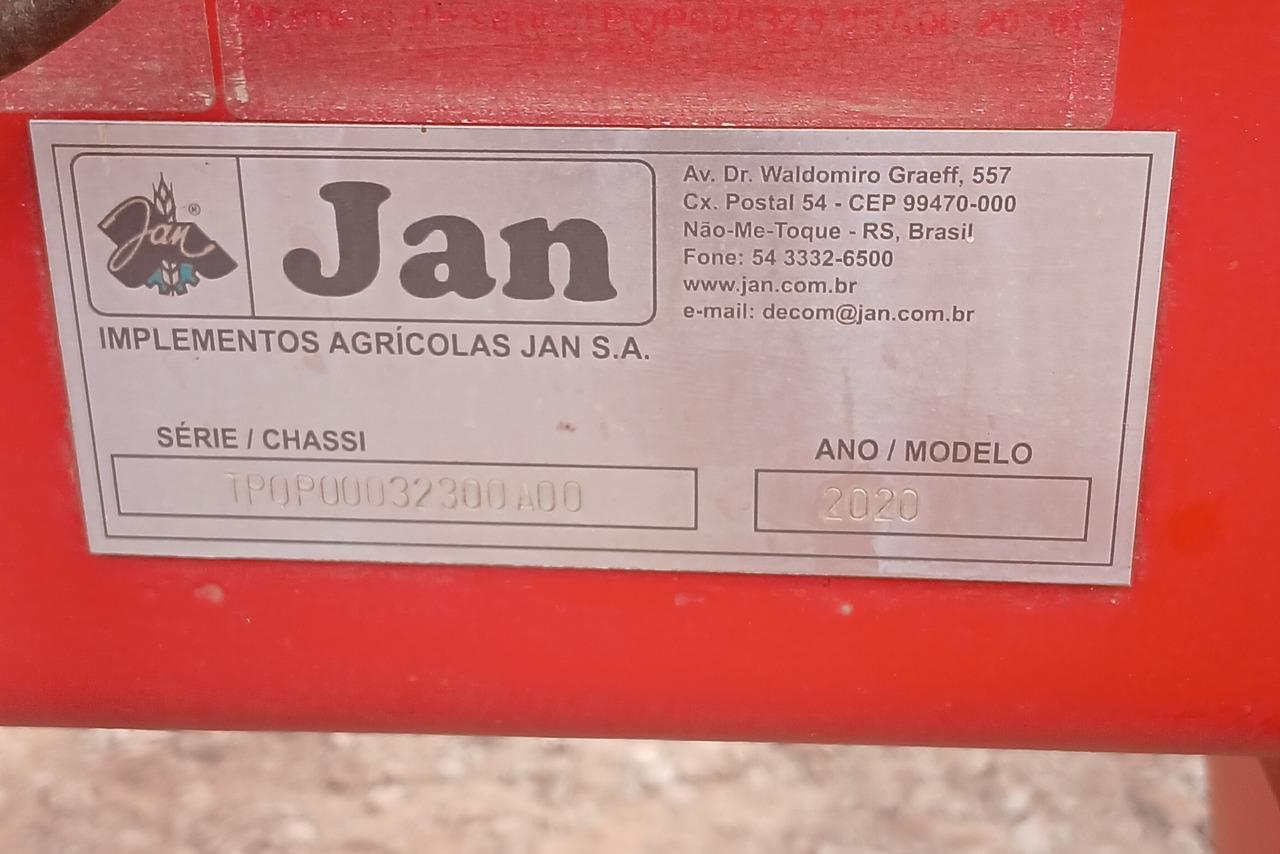 Jan ®
Jan
IMPLEMENTOS AGRÍCOLAS JAN S.A.
Av. Dr. Waldomiro Graeff, 557
Cx. Postal 54 - CEP 99470-000
Não-Me-Toque - RS, Brasil
Fone: 54 3332-6500
www.jan.com.br
e-mail: decom@jan.com.br
SÉRIE / CHASSI
TPQP00032300A00
ANO / MODELO
2020